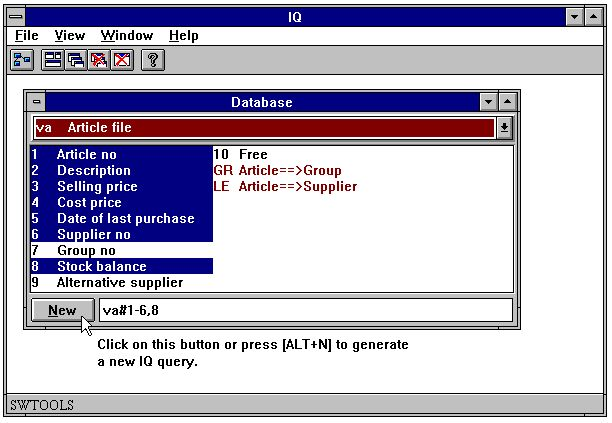 IQ
File View Window Help
?
Database
va Article file
1 Article no
2 Description
3 Selling price
4 Cost price
5 Date of last purchase
6 Supplier no
7 Group no
8 Stock balance
9 Alternative supplier
10 Free
GR Article==>Group
LE Article==>Supplier
New va#1-6,8
Click on this button or press [ALT+N] to generate
a new IQ query.
SWTOOLS